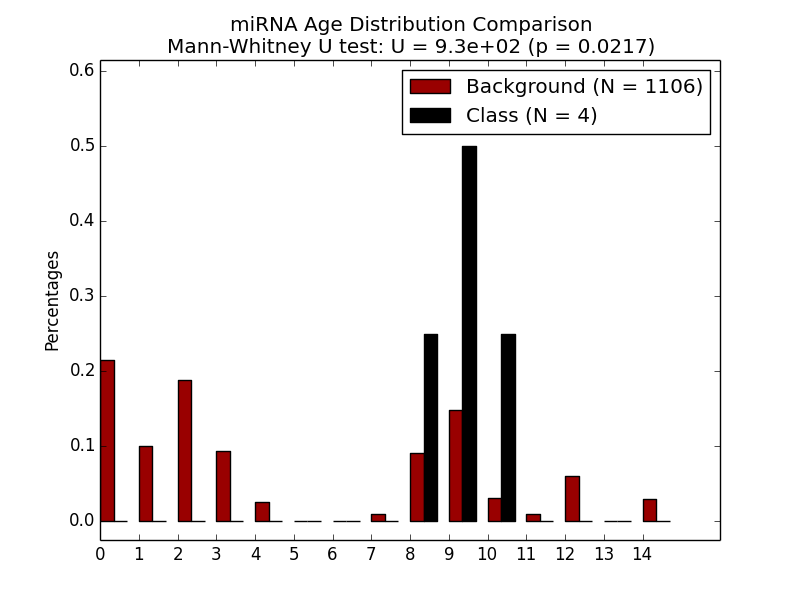 miRNA Age Distribution Comparison
Mann-Whitney U test: U = 9.3e+02 (p = 0.0217)
Background (N = 1106)
Class (N = 4)
Percentages
0.6
0.5
0.4
0.3
0.2
0.1
0.0
0 1 2 3 4 5 6 7 8 9 10 11 12 13 14